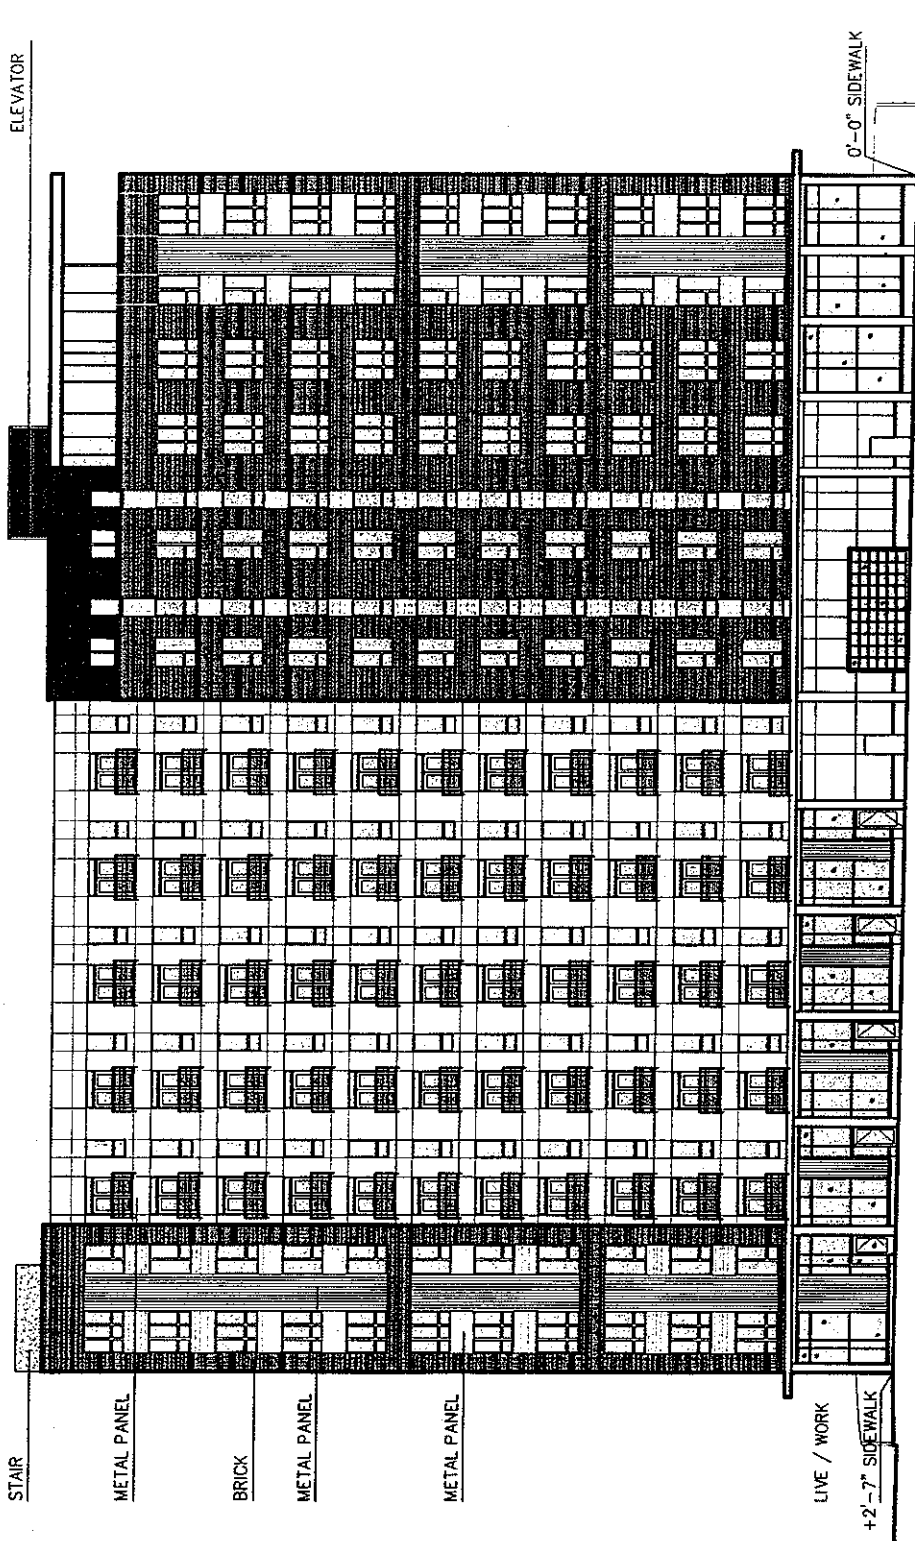 ELEVATOR
0'-0" SIDEWALK
STAIR
METAL PANEL
BRICK
METAL PANEL
METAL PANEL
LIVE / WORK
+2'-7" SIDEWALK